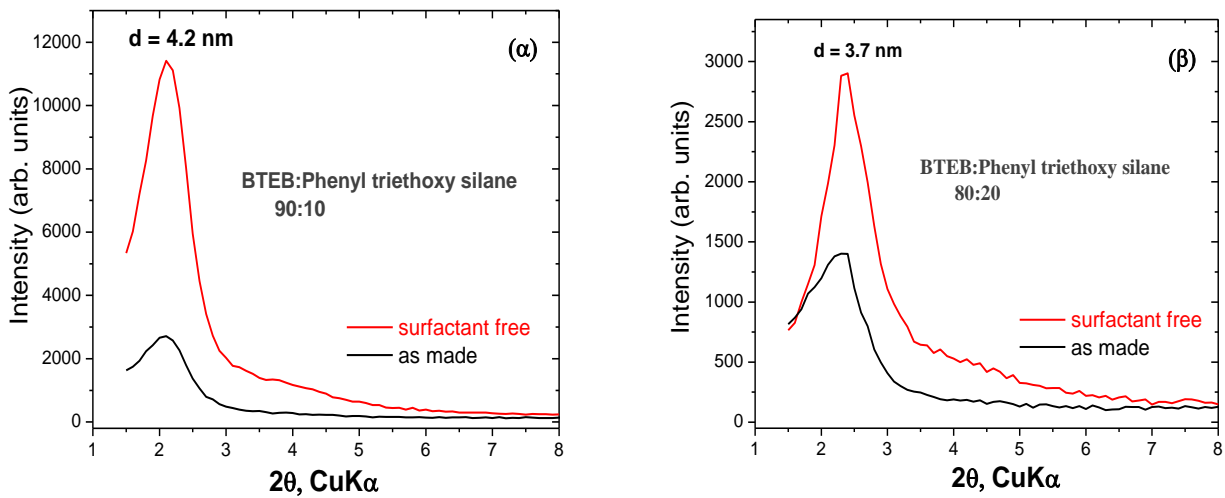 d = 4.2 nm
(α)
12000
10000
8000
6000
4000
2000
0
Intensity (arb. units)
BTEB:Phenyl triethoxy silane
90:10
surfactant free
as made
1 2 3 4 5 6 7 8
2θ, CuKα
d = 3.7 nm
(β)
3000
2500
2000
1500
1000
500
0
Intensity (arb. units)
BTEB:Phenyl triethoxy silane
80:20
surfactant free
as made
1 2 3 4 5 6 7 8
2θ, CuKα